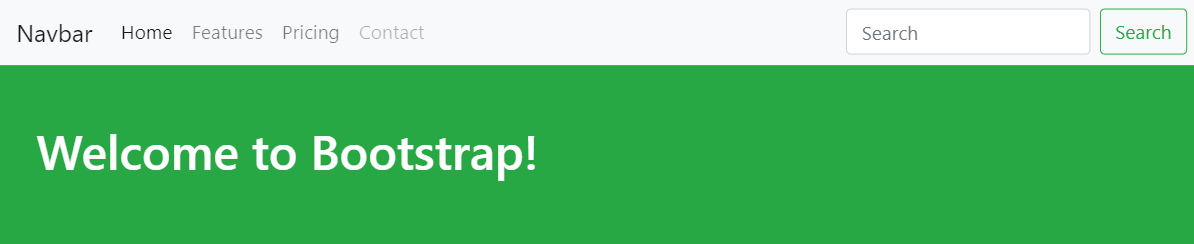 Navbar Home Features Pricing Contact Search Search
Welcome to Bootstrap!